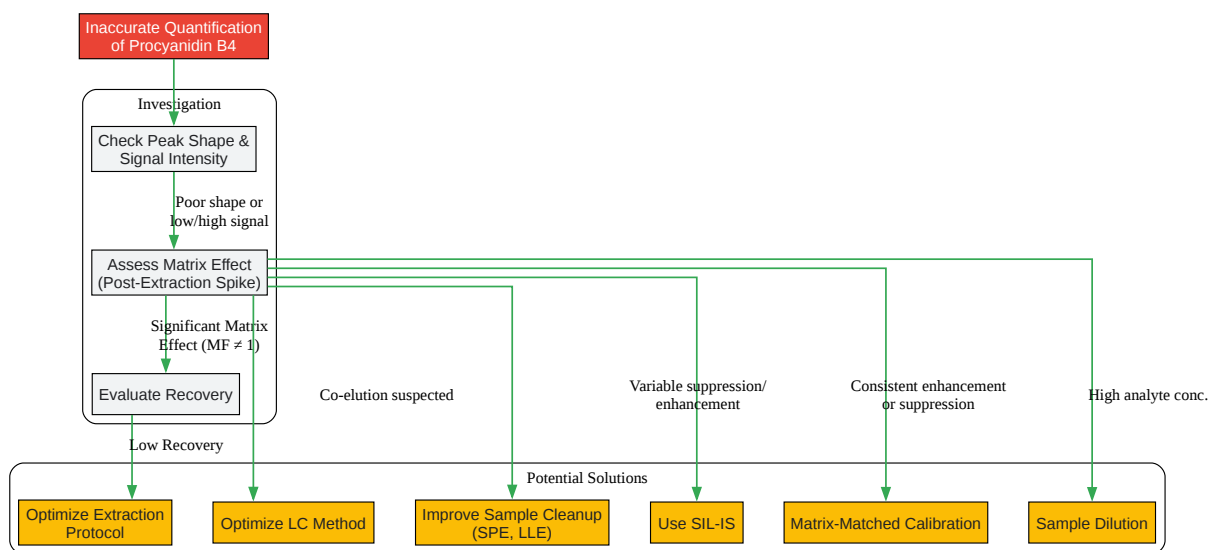 Inaccurate Quantification
of Procyanidin B4
Investigation
Check Peak Shape &
Signal Intensity
Poor shape or
low/high signal
Assess Matrix Effect
(Post-Extraction Spike)
Significant Matrix
Effect (MF ≠ 1)
Evaluate Recovery
Co-elution suspected
Variable suppression/
enhancement
Consistent enhancement
or suppression
High analyte conc.
Low Recovery
Potential Solutions
Optimize Extraction
Protocol
Optimize LC Method
Improve Sample Cleanup
(SPE, LLE)
Use SIL-IS
Matrix-Matched Calibration
Sample Dilution